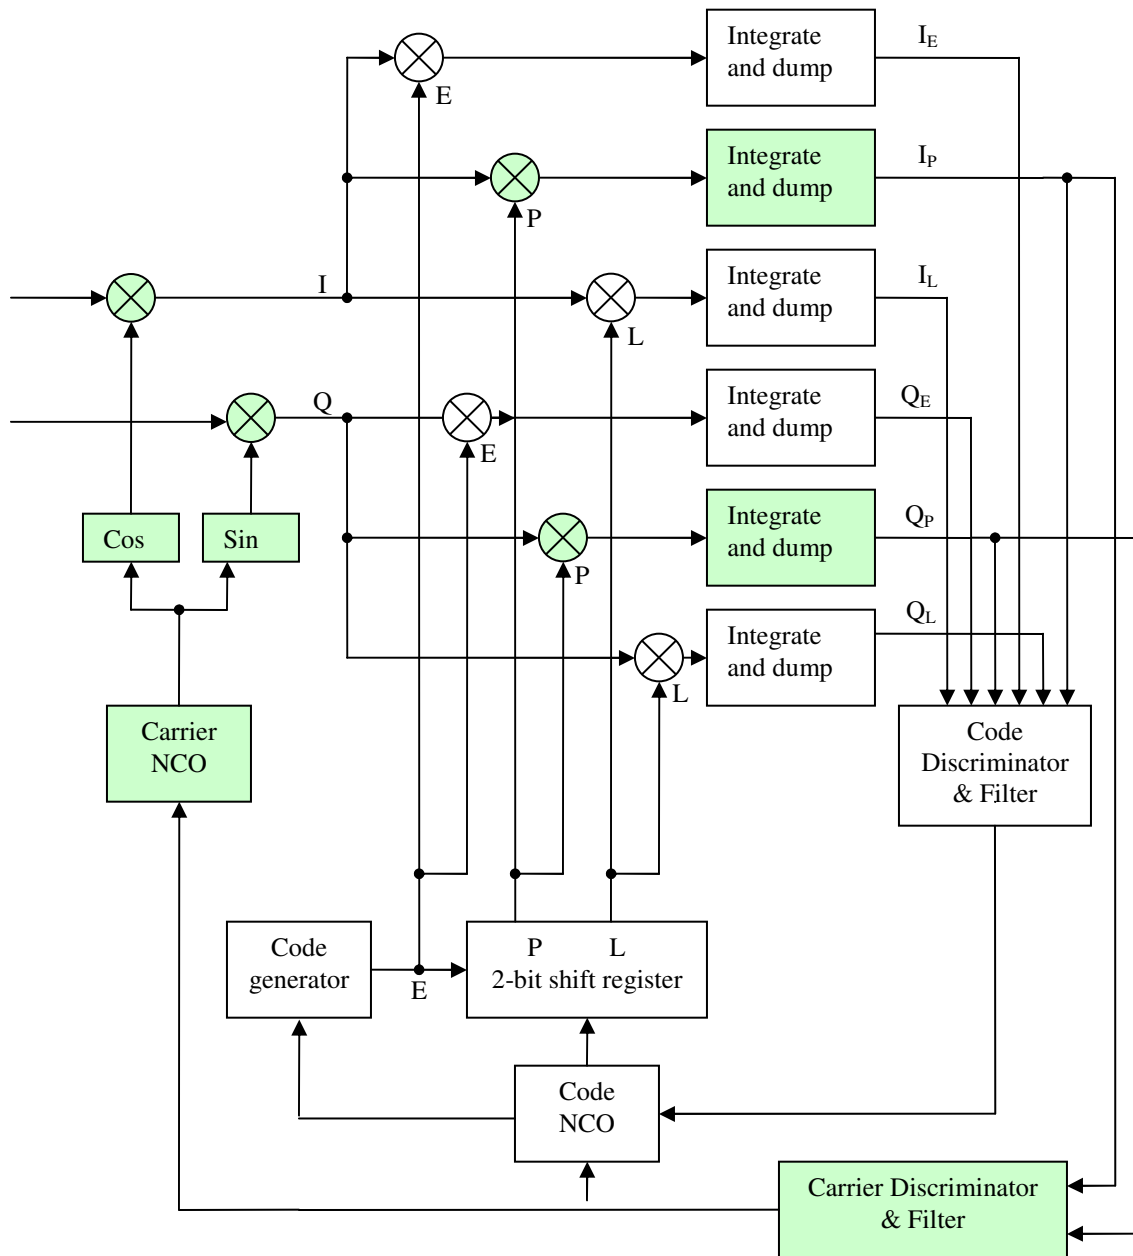 Integrate
and dump
I_E
E
Integrate
and dump
I_P
P
I
Integrate
and dump
I_L
L
Q
Integrate
and dump
Q_E
E
Cos
Sin
Integrate
and dump
Q_P
P
Integrate
and dump
Q_L
L
Carrier
NCO
Code
Discriminator
& Filter
Code
generator
E
P L
2-bit shift register
Code
NCO
Carrier Discriminator
& Filter